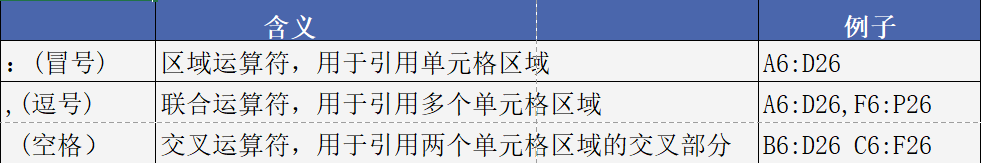 含义 例子
：(冒号) 区域运算符，用于引用单元格区域 A6:D26
,(逗号) 联合运算符，用于引用多个单元格区域 A6:D26,F6:P26
(空格） 交叉运算符，用于引用两个单元格区域的交叉部分 B6:D26 C6:F26